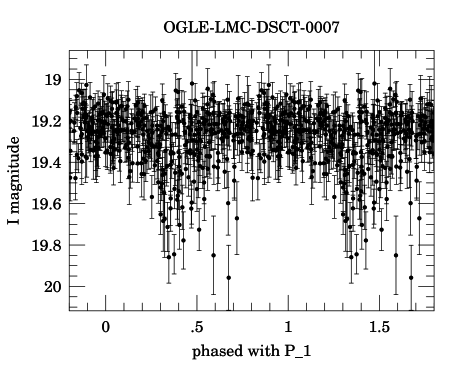 OGLE-LMC-DSCT-0007
19
19.2
19.4
19.6
19.8
20
I magnitude
0 .5 1 1.5
phased with P_1